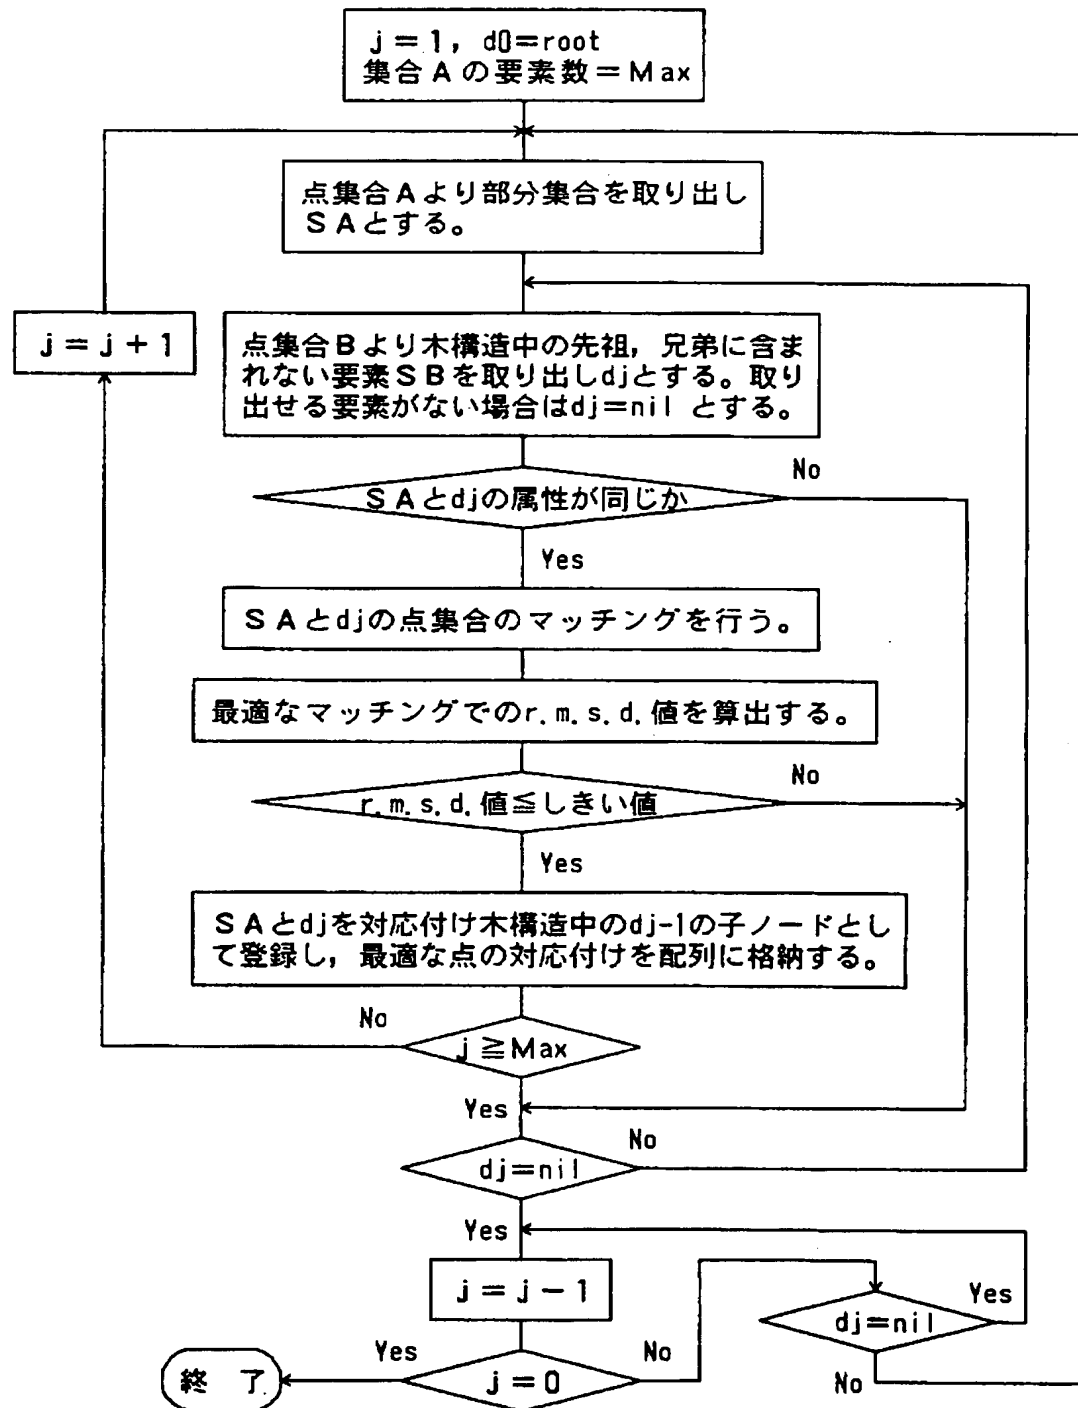 j＝1，d0＝root
集合Aの要素数＝Max
点集合Aより部分集合を取り出し
SAとする。
j＝j＋1
点集合Bより木構造中の先祖，兄弟に含ま
れない要素SBを取り出しdjとする。取り
出せる要素がない場合はdj＝nil とする。
No
SAとdjの属性が同じか
Yes
SAとdjの点集合のマッチングを行う。
最適なマッチングでのr.m.s.d.値を算出する。
No
r.m.s.d.値≦しきい値
Yes
SAとdjを対応付け木構造中のdj-1の子ノードとし
て登録し，最適な点の対応付けを配列に格納する。
No
j≧Max
Yes
No
dj＝nil
Yes
j＝j－1
Yes
dj＝nil
Yes
No
終 了
j＝0
No